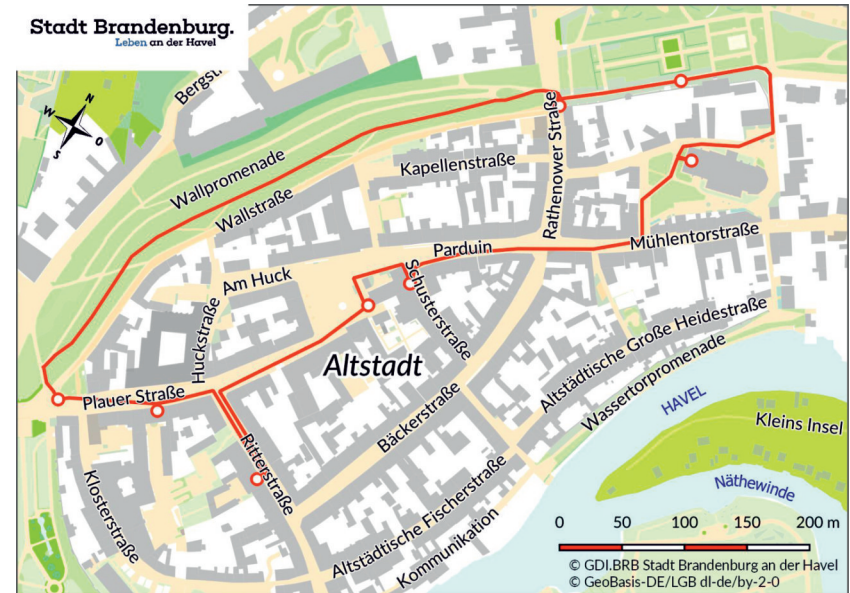 Stadt Brandenburg.
Leben an der Havel
N
W
O
S
Bergst
Wallpromenade
Wallstraße
Kapellenstraße
Rathenower Straße
Parduin
Mühlentorstraße
Am Huck
Schusterstraße
Huckstraße
Altstadt
Altstädtische Große Heidestraße
Wassertorpromenade
HAVEL
Kleins Insel
Plauer Straße
Bäckerstraße
Ritterstraße
Näthewinde
Klosterstraße
Altstädtische Fischerstraße
Kommunikation
0 50 100 150 200 m
© GDI.BRB Stadt Brandenburg an der Havel
© GeoBasis-DE/LGB dl-de/by-2-0